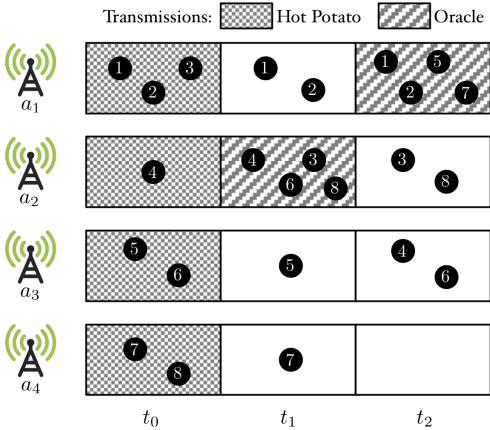 Transmissions: Hot Potato Oracle
1 3 1 1 5
2 2 2 7
a1
4 3 3
4 6 8 8
a2
5 4
6 5 6
a3
7 7
8
a4
t0 t1 t2